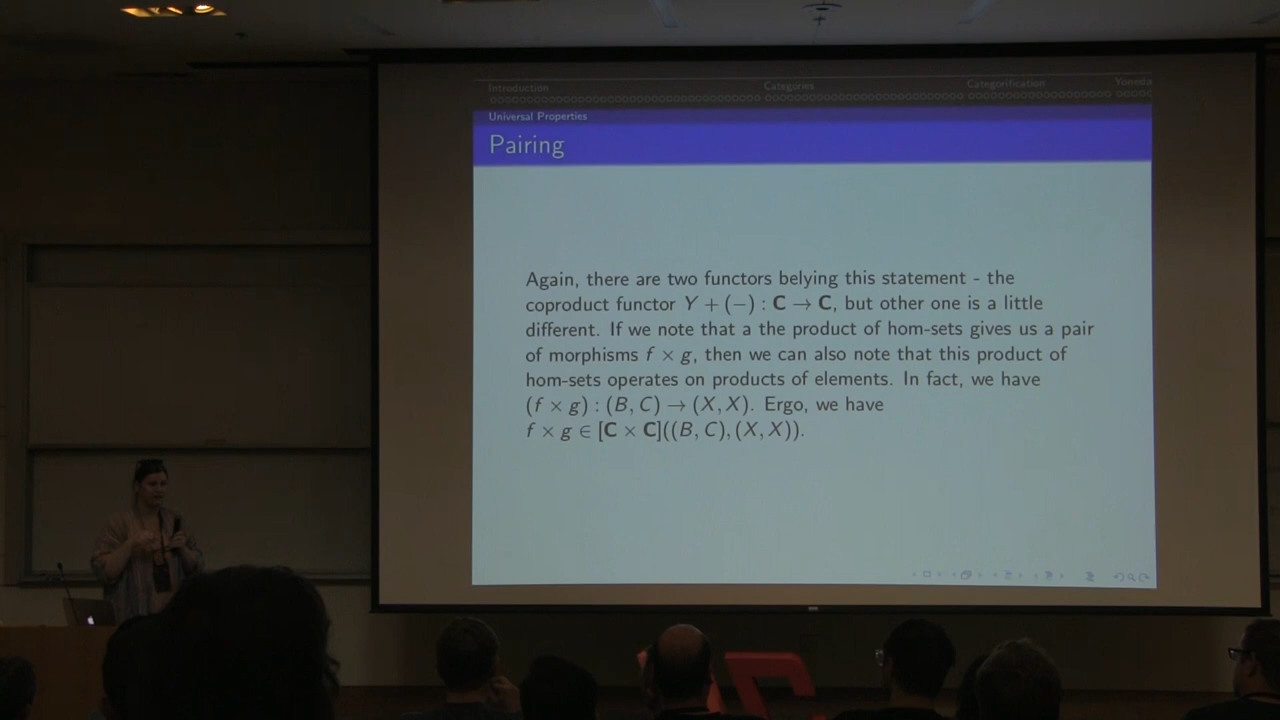 Introduction Categories Categorification Yoneda
Universal Properties
Pairing
Again, there are two functors belying this statement - the
coproduct functor Y + (−) : C → C, but other one is a little
different. If we note that a the product of hom-sets gives us a pair
of morphisms f × g, then we can also note that this product of
hom-sets operates on products of elements. In fact, we have
(f × g) : (B, C) → (X, X). Ergo, we have
f × g ∈ [C × C]((B, C), (X, X)).